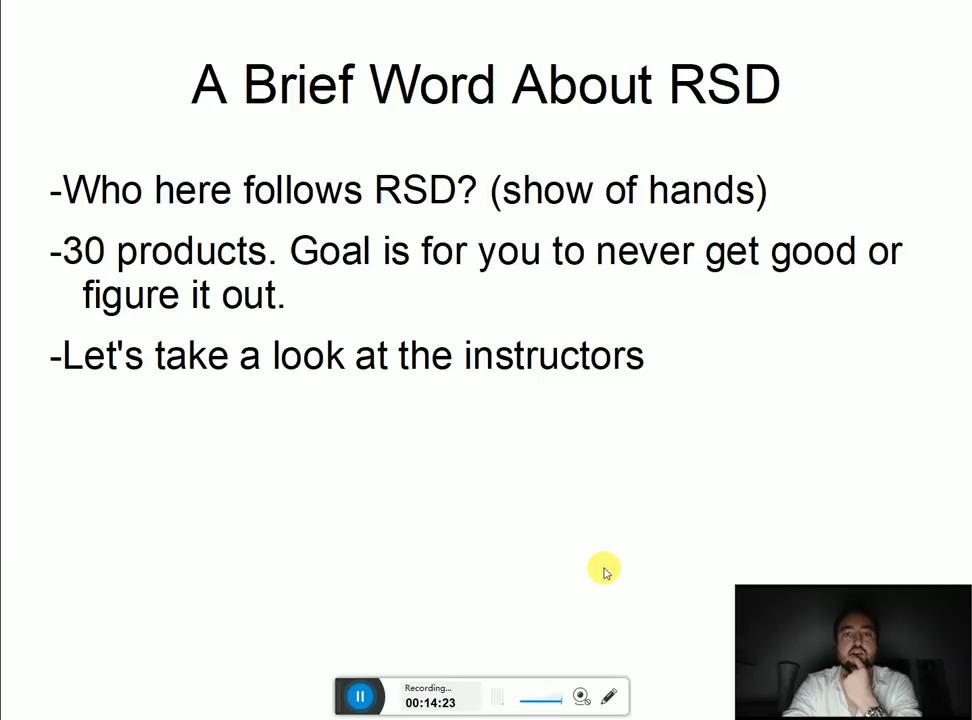 A Brief Word About RSD
-Who here follows RSD? (show of hands)
-30 products. Goal is for you to never get good or
figure it out.
-Let's take a look at the instructors
Recording...
00:14:23